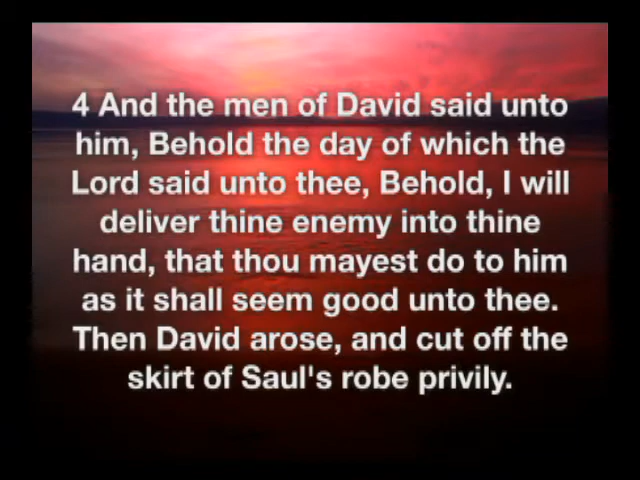 4 And the men of David said unto
him, Behold the day of which the
Lord said unto thee, Behold, I will
deliver thine enemy into thine
hand, that thou mayest do to him
as it shall seem good unto thee.
Then David arose, and cut off the
skirt of Saul's robe privily.